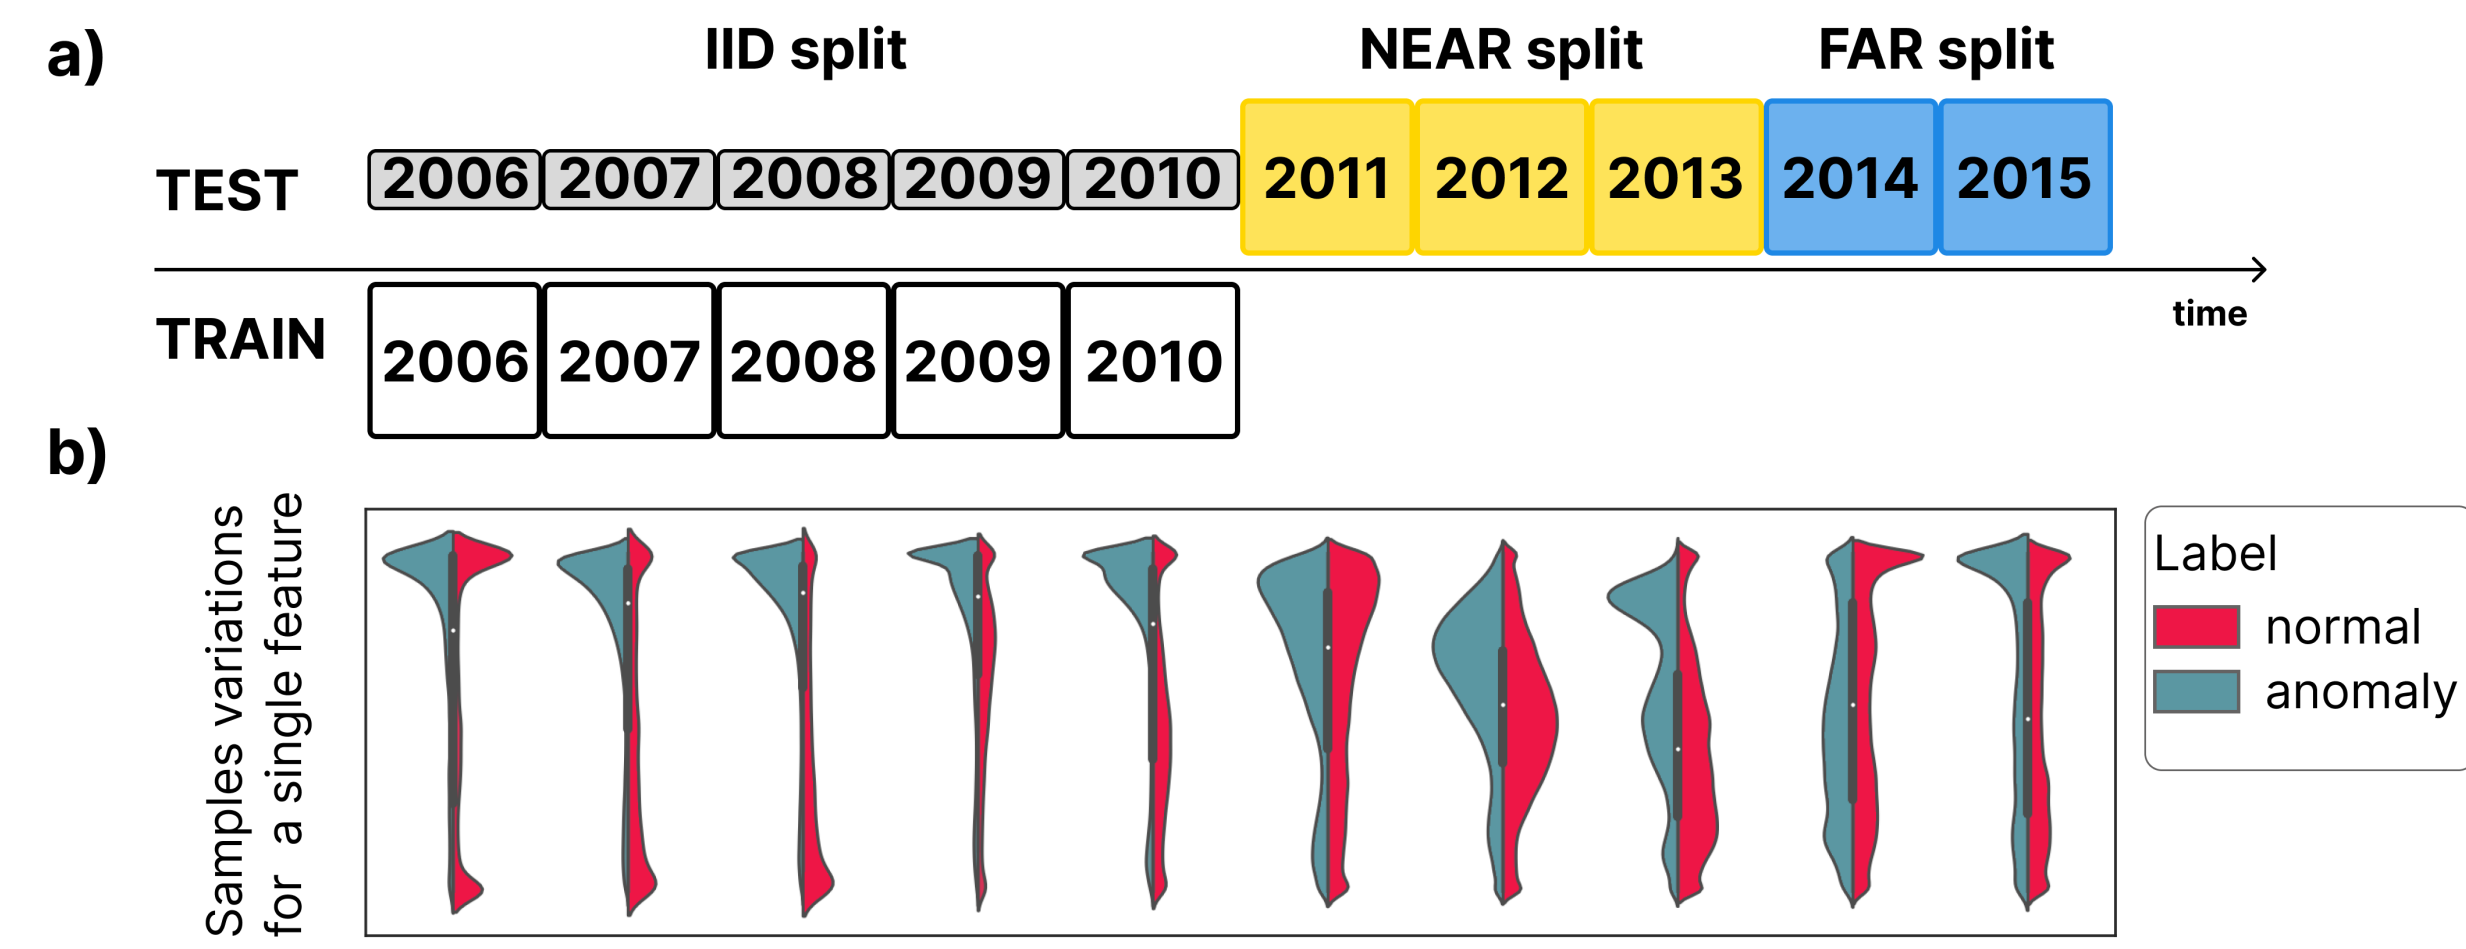 a)
IID split NEAR split FAR split
TEST 2006 2007 2008 2009 2010 2011 2012 2013 2014 2015
time
TRAIN 2006 2007 2008 2009 2010
b)
Samples variations
for a single feature
Label
normal
anomaly